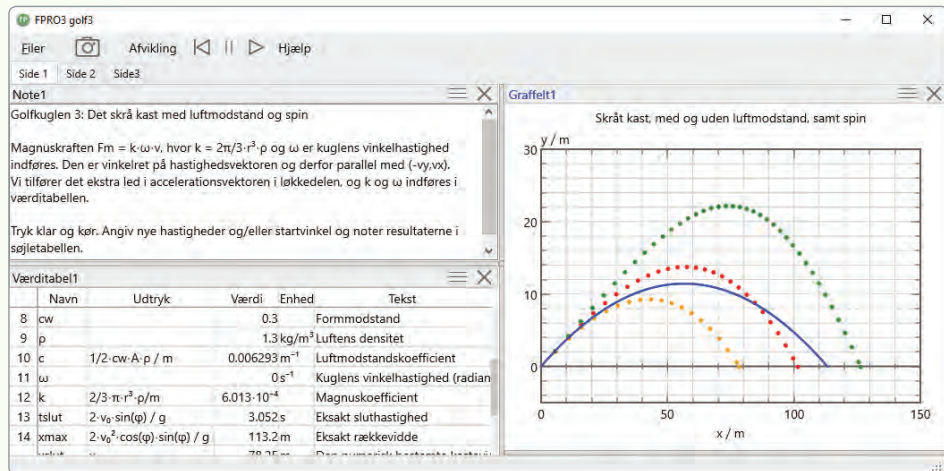 FPRO3 golf3
Filer Afvikling Hjælp
Side 1 Side 2 Side3
Note1
Golfkuglen 3: Det skrå kast med luftmodstand og spin
Magnuskraften Fm = k·ω·v, hvor k = 2π/3·r³·ρ og ω er kuglens vinkelhastighed
indføres. Den er vinkelret på hastighedsvektoren og derfor parallel med (-vy,vx).
Vi tilfører det ekstra led i accelerationsvektoren i løkkedelen, og k og ω indføres i
værditabellen.
Tryk klar og kør. Angiv nye hastigheder og/eller startvinkel og noter resultaterne i
søjletabellen.
Værditabel1
Navn Udtryk Værdi Enhed Tekst
8 cw 0.3 Formmodstand
9 ρ 1.3 kg/m³ Luftens densitet
10 c 1/2·cw·A·ρ / m 0.006293 m⁻¹ Luftmodstandskoefficient
11 ω 0 s⁻¹ Kuglens vinkelhastighed (radian
12 k 2/3·π·r³·ρ/m 6.013·10⁻⁴ Magnuskoefficient
13 tslut 2·v₀·sin(φ) / g 3.052 s Eksakt sluthastighed
14 xmax 2·v₀²·cos(φ)·sin(φ) / g 113.2 m Eksakt rækkevidde
Graffelt1
Skråt kast, med og uden luftmodstand, samt spin
y / m
30
20
10
0
0 50 100 150
x / m